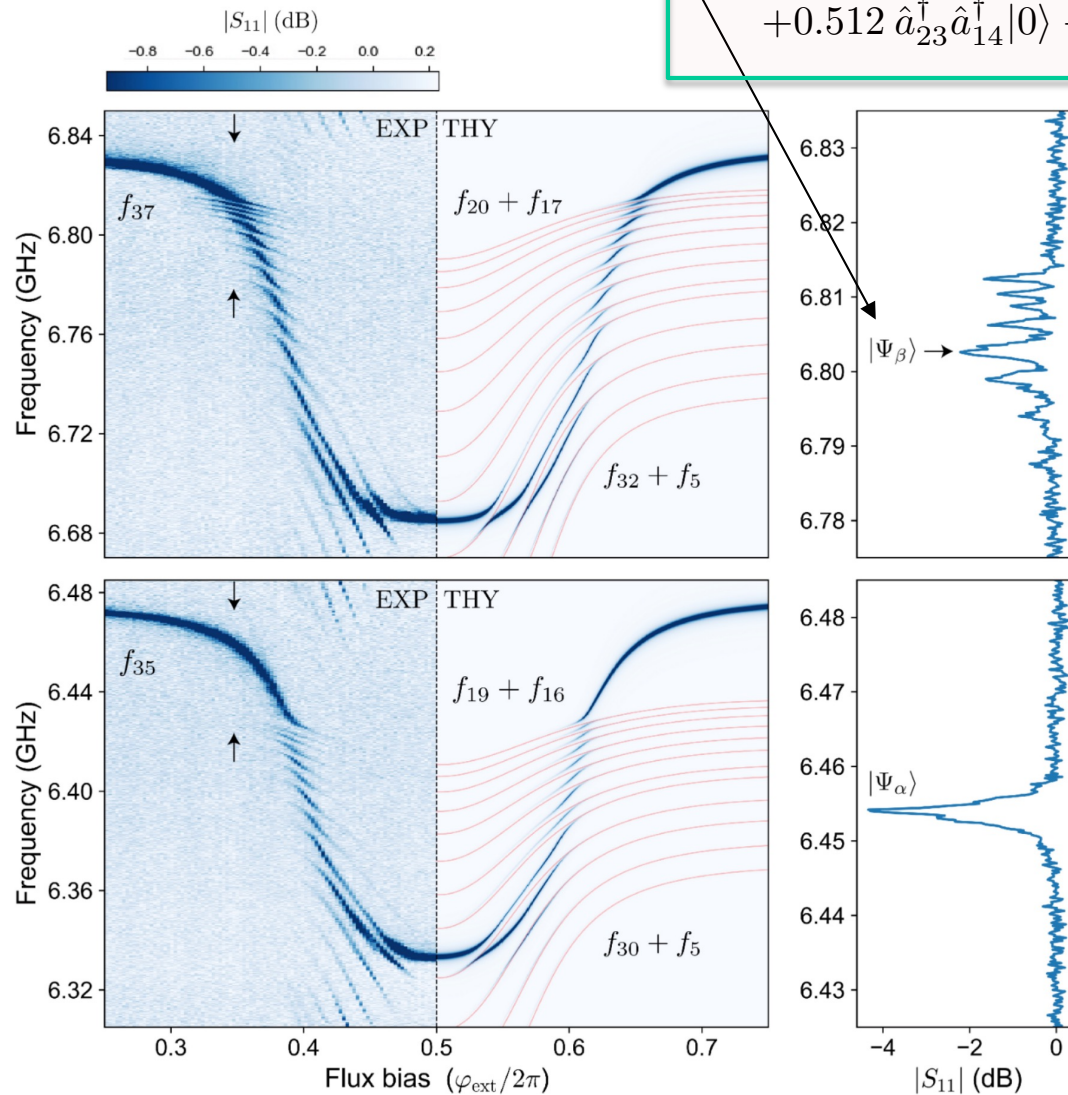 +0.512 â†₂₃â†₁₄|0⟩
|S₁₁| (dB)
−0.8 −0.6 −0.4 −0.2 0.0 0.2
EXP THY
f₃₇
f₂₀ + f₁₇
f₃₂ + f₅
6.84
6.80
6.76
6.72
6.68
Frequency (GHz)
6.83
6.82
6.81
6.80
6.79
6.78
|Ψ_β⟩ →
EXP THY
f₃₅
f₁₉ + f₁₆
f₃₀ + f₅
6.48
6.44
6.40
6.36
6.32
Frequency (GHz)
0.3 0.4 0.5 0.6 0.7
Flux bias (φ_ext/2π)
6.48
6.47
6.46
6.45
6.44
6.43
|Ψ_α⟩
−4 −2 0
|S₁₁| (dB)